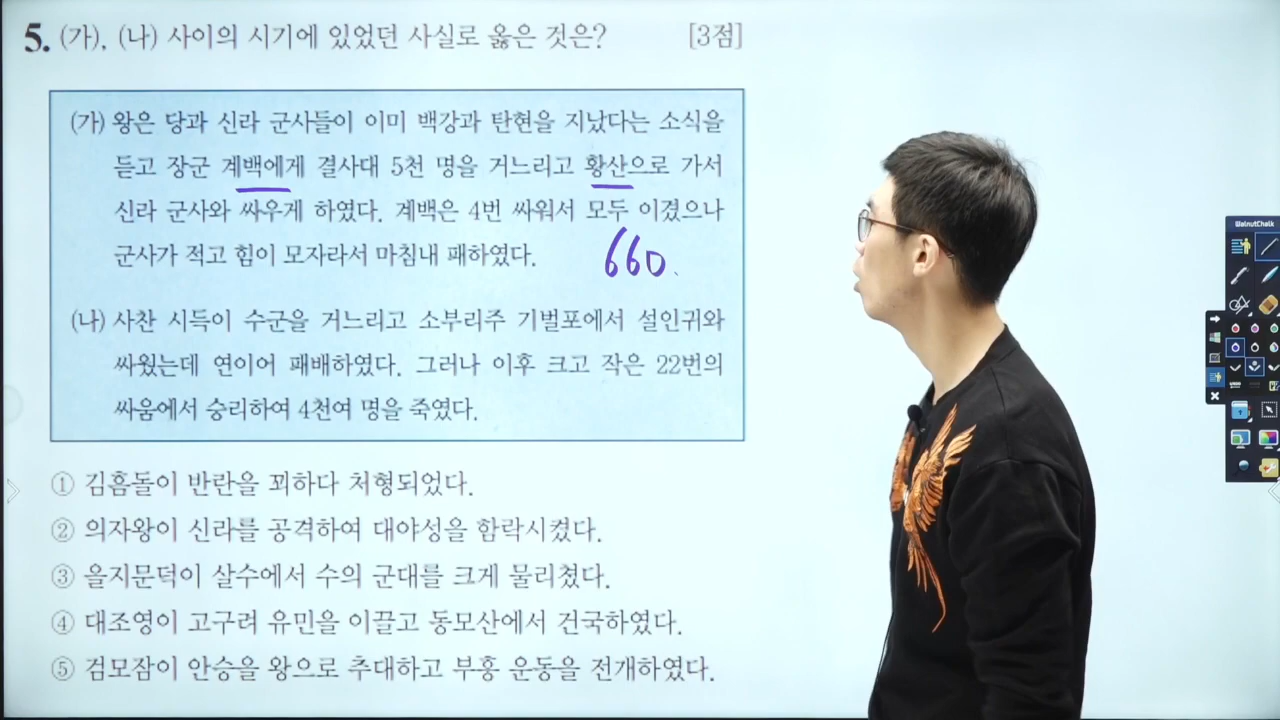 5. (가), (나) 사이의 시기에 있었던 사실로 옳은 것은? [3점]
(가) 왕은 당과 신라 군사들이 이미 백강과 탄현을 지났다는 소식을
듣고 장군 계백에게 결사대 5천 명을 거느리고 황산으로 가서
신라 군사와 싸우게 하였다. 계백은 4번 싸워서 모두 이겼으나
군사가 적고 힘이 모자라서 마침내 패하였다.
660.
(나) 사찬 시득이 수군을 거느리고 소부리주 기벌포에서 설인귀와
싸웠는데 연이어 패배하였다. 그러나 이후 크고 작은 22번의
싸움에서 승리하여 4천여 명을 죽였다.
① 김흠돌이 반란을 꾀하다 처형되었다.
② 의자왕이 신라를 공격하여 대야성을 함락시켰다.
③ 을지문덕이 살수에서 수의 군대를 크게 물리쳤다.
④ 대조영이 고구려 유민을 이끌고 동모산에서 건국하였다.
⑤ 검모잠이 안승을 왕으로 추대하고 부흥 운동을 전개하였다.
WalnutChalk